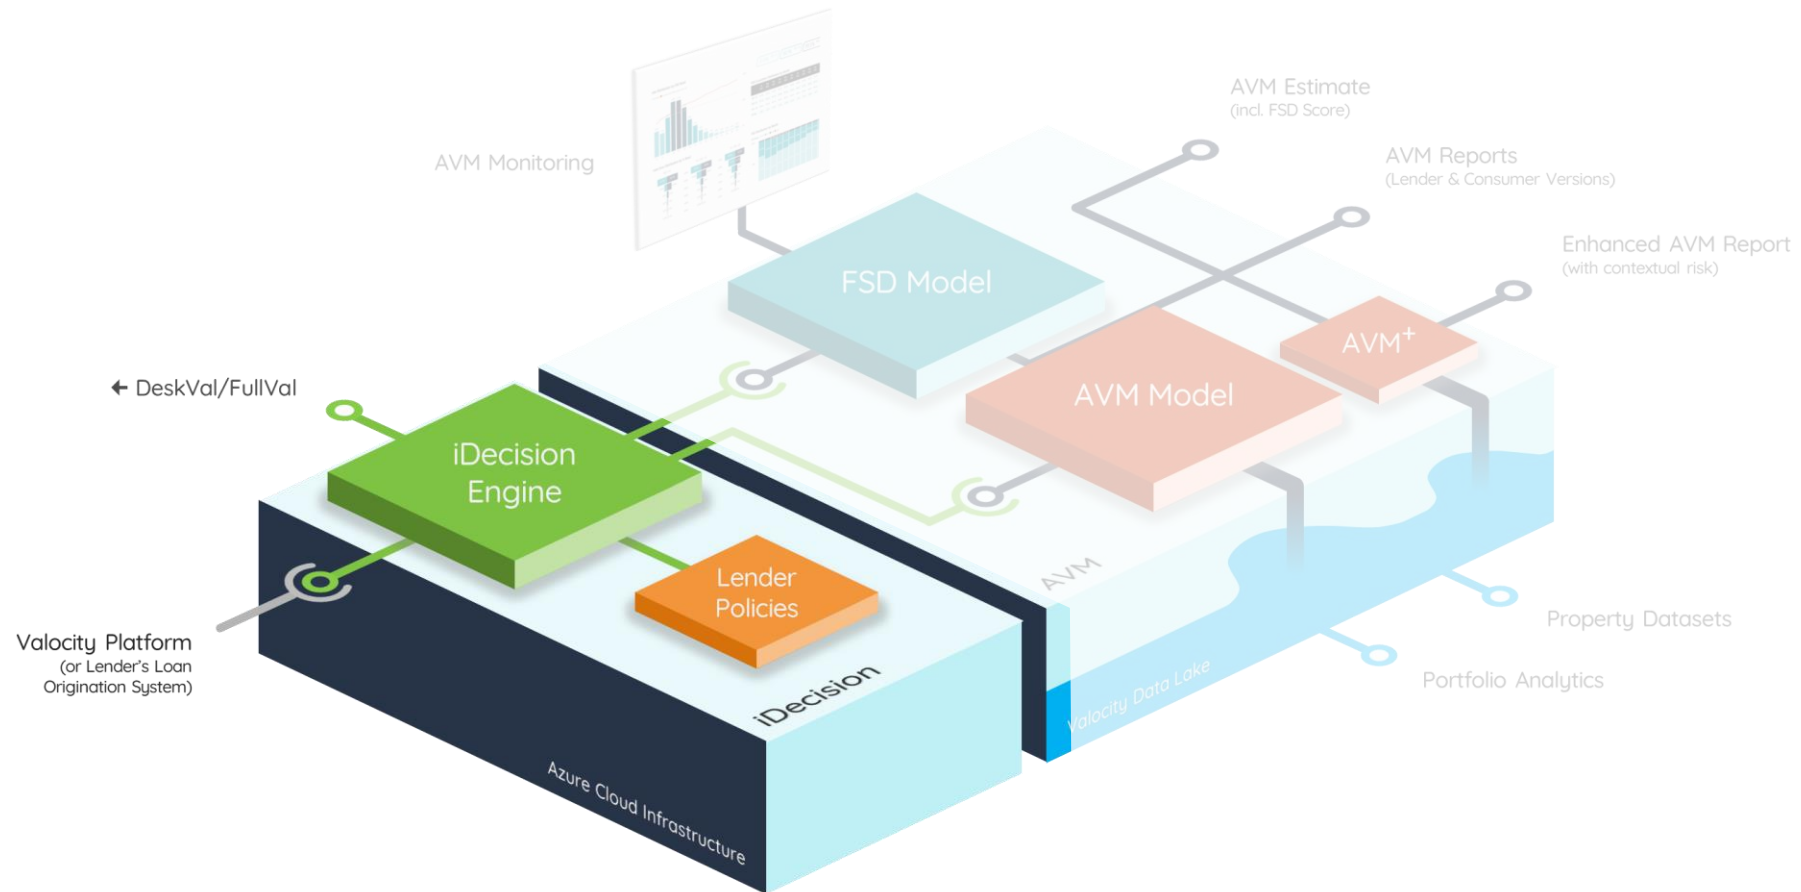 AVM Estimate
(incl. FSD Score)
AVM Monitoring
AVM Reports
(Lender & Consumer Versions)
Enhanced AVM Report
(with contextual risk)
FSD Model
AVM+
AVM Model
← DeskVal/FullVal
iDecision
Engine
Lender
Policies
AVM
Valocity Platform
(or Lender's Loan
Origination System)
iDecision
Azure Cloud Infrastructure
Valocity Data Lake
Property Datasets
Portfolio Analytics